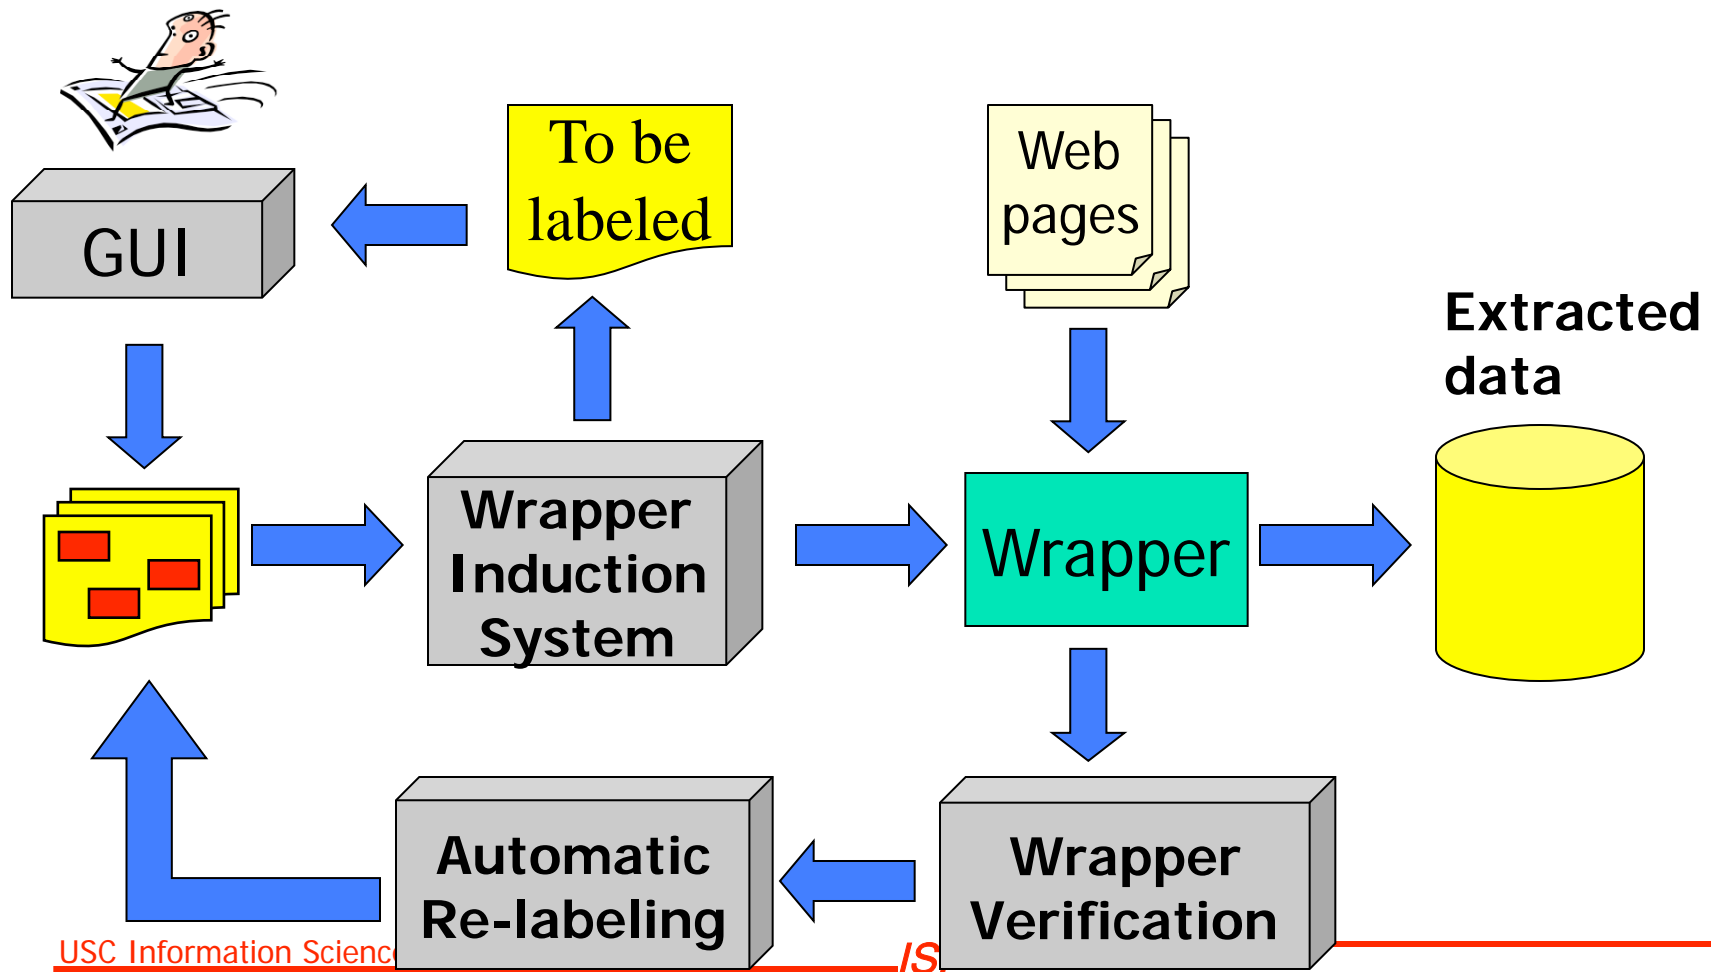 To be
labeled
Web
pages
GUI
Extracted
data
Wrapper
Induction
System
Wrapper
Automatic
Re-labeling
Wrapper
Verification
USC Information